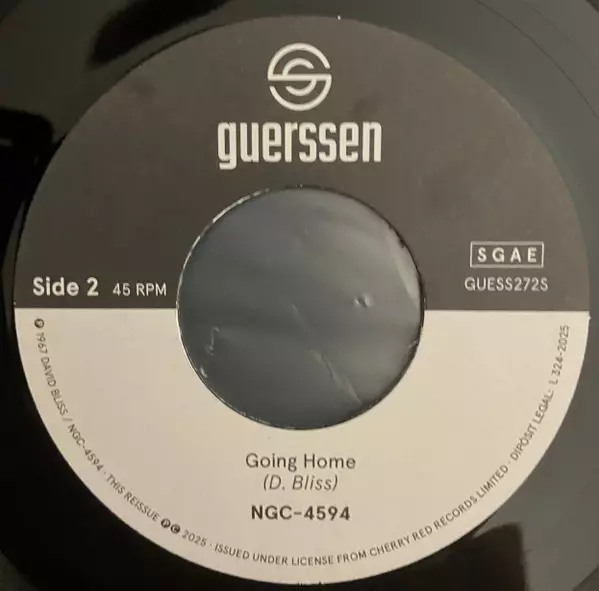 guerssen
Side 2 45 RPM
SGAE
GUESS272S
Going Home
(D. Bliss)
NGC-4594
℗ 1967 DAVID BLISS / NGC-4594 · THIS REISSUE ℗ © 2025 · ISSUED UNDER LICENSE FROM CHERRY RED RECORDS LIMITED · DIPÒSIT LEGAL: L 324-2025